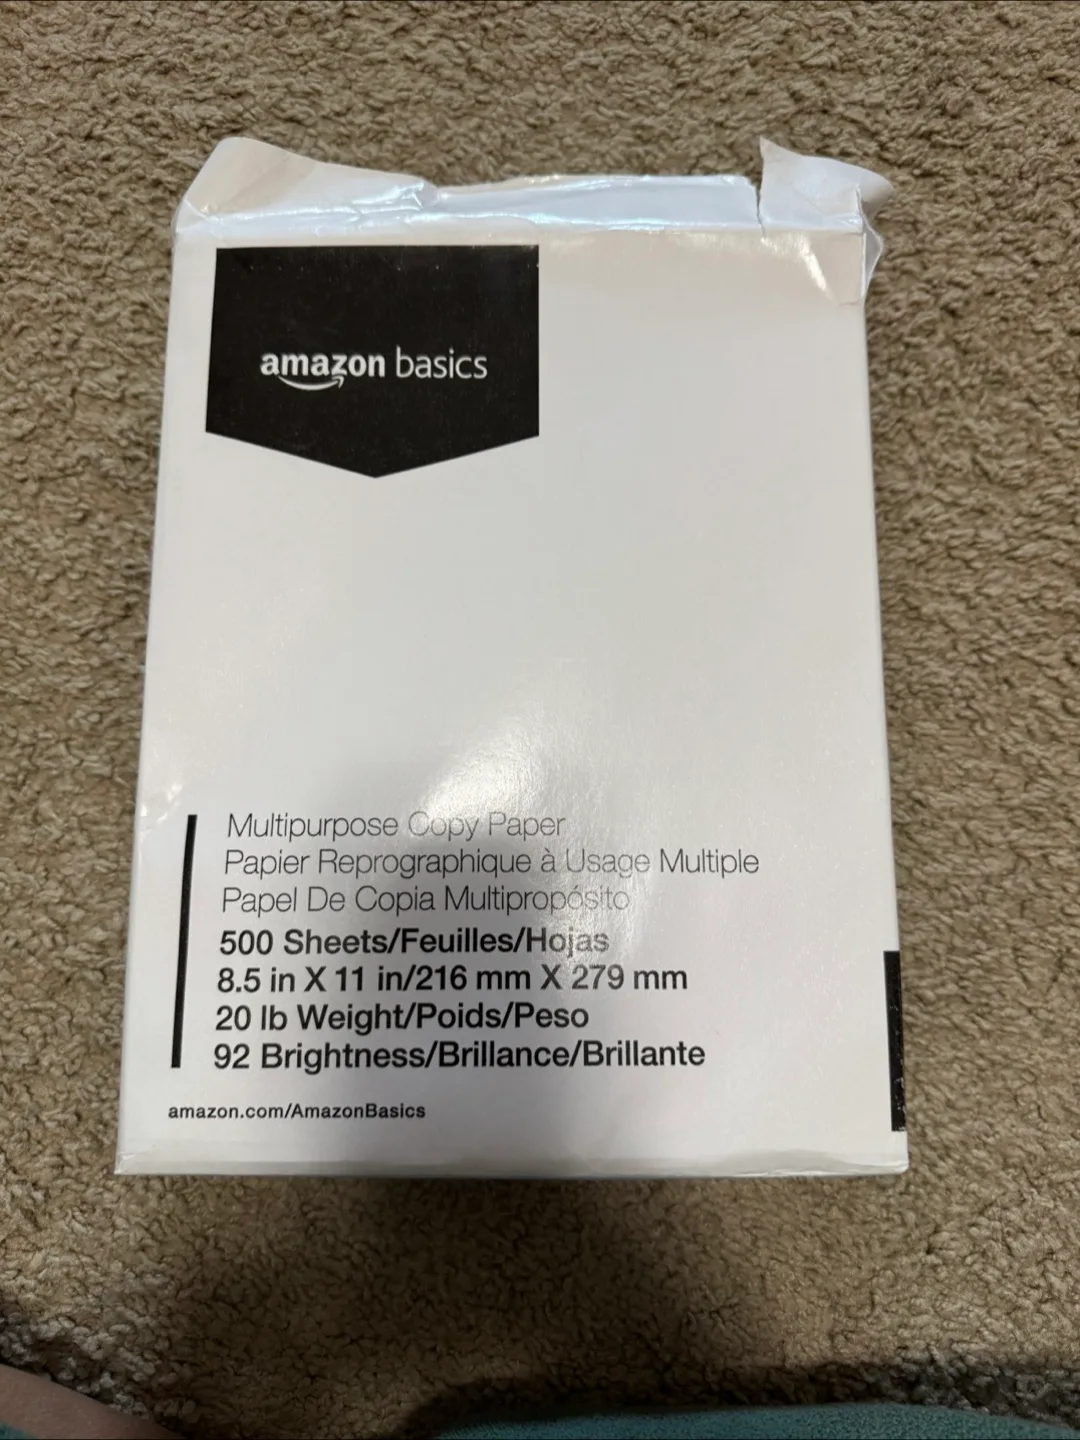 amazon basics
Multipurpose Copy Paper
Papier Reprographique à Usage Multiple
Papel De Copia Multipropósito
500 Sheets/Feuilles/Hojas
8.5 in X 11 in/216 mm X 279 mm
20 lb Weight/Poids/Peso
92 Brightness/Brillance/Brillante
amazon.com/AmazonBasics